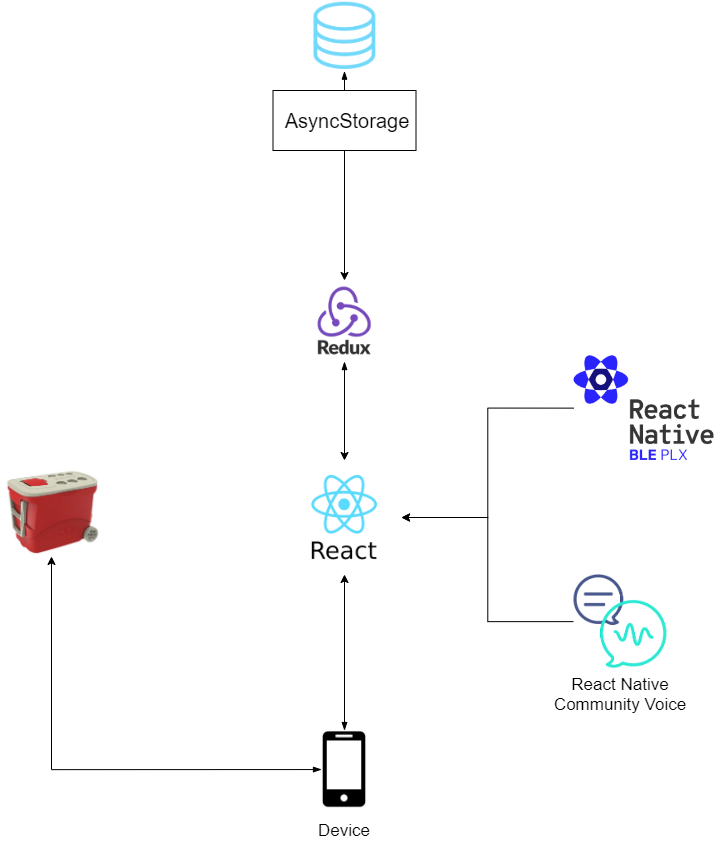 AsyncStorage
Redux
React
Native
BLE PLX
React
React Native
Community Voice
Device